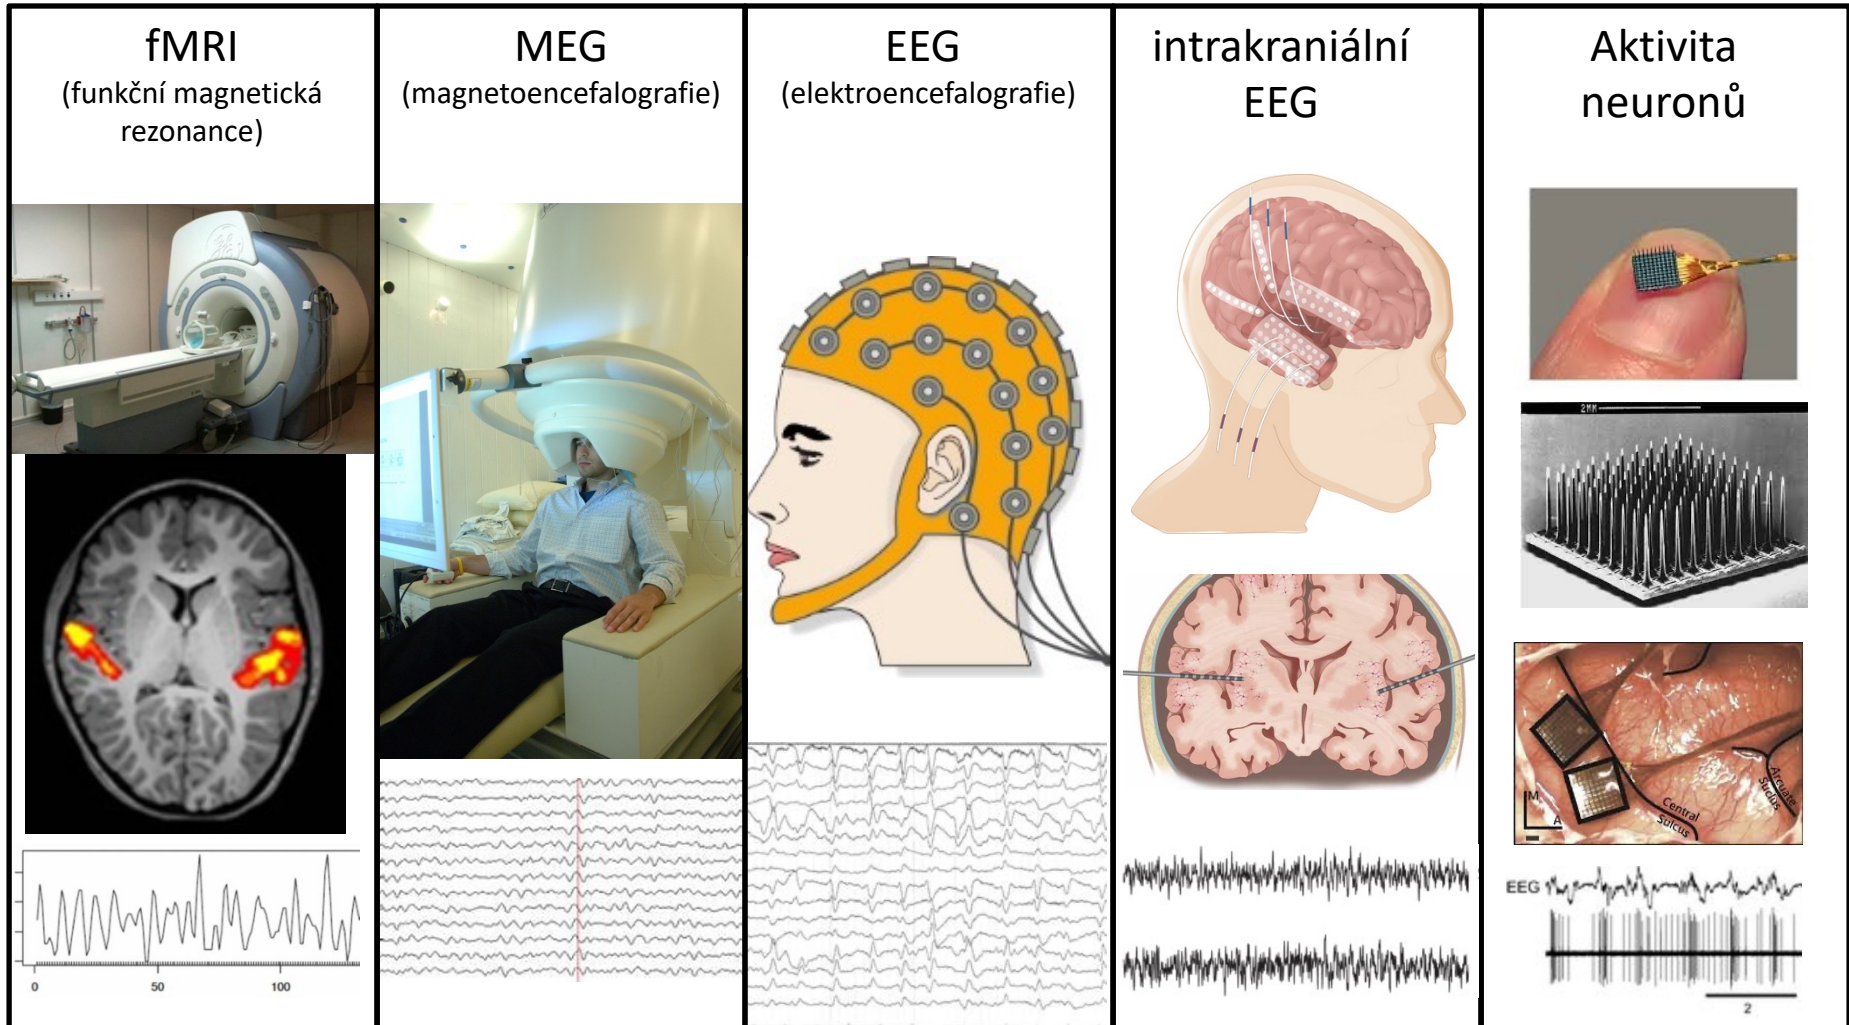 fMRI
(funkční magnetická
rezonance)
0
50
100
MEG
(magnetoencefalografie)
EEG
(elektroencefalografie)
intrakraniální
EEG
Aktivita
neuronů
2MM
M
A
Central
Sulcus
Arcuate
Suclus
EEG
2